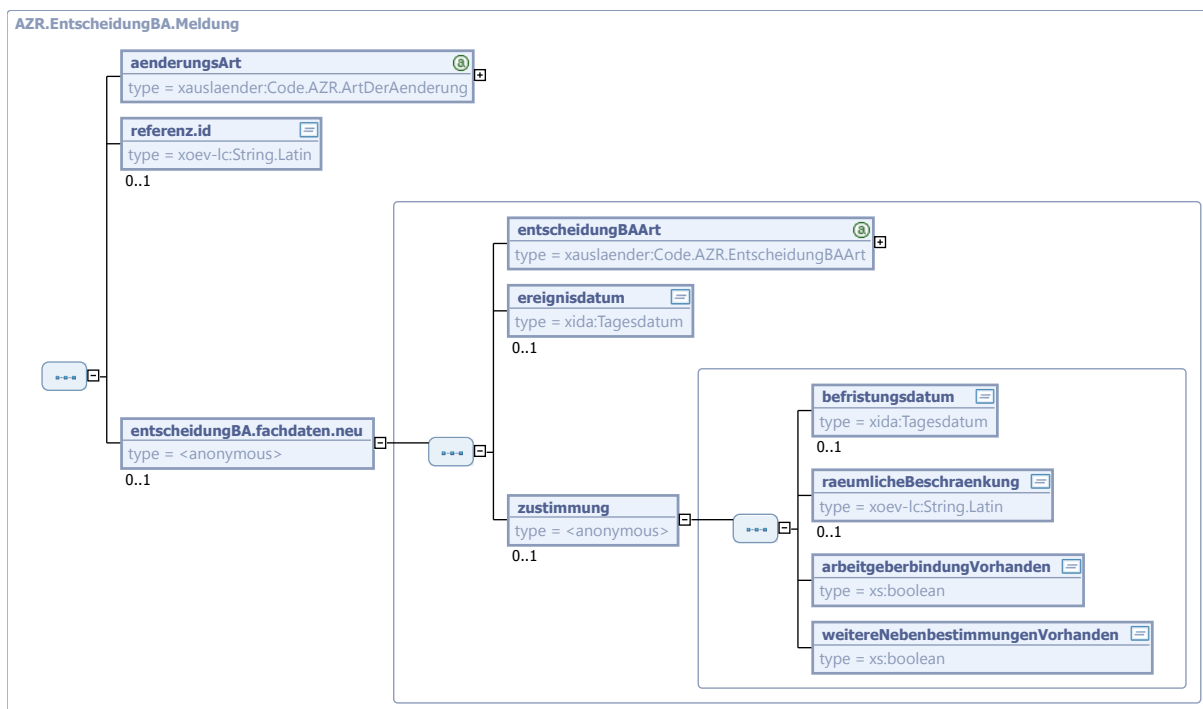 AZR.EntscheidungBA.Meldung
aenderungsArt
type = xauslaender:Code.AZR.ArtDerAenderung
referenz.id
type = xoev-lc:String.Latin
0..1
entscheidungBA.fachdaten.neu
type = <anonymous>
0..1
entscheidungBAArt
type = xauslaender:Code.AZR.EntscheidungBAArt
ereignisdatum
type = xida:Tagesdatum
0..1
zustimmung
type = <anonymous>
0..1
befristungsdatum
type = xida:Tagesdatum
0..1
raeumlicheBeschraenkung
type = xoev-lc:String.Latin
0..1
arbeitgeberbindungVorhanden
type = xs:boolean
weitereNebenbestimmungenVorhanden
type = xs:boolean